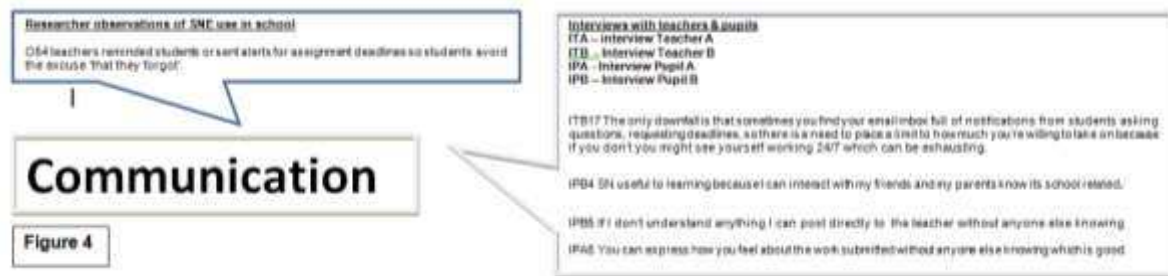 Researcher observations of SNE use in school
OS4 teachers reminded students or sent alerts for assignment deadlines so students avoid
the excuse 'that they forgot'.
Communication
Figure 4
Interviews with teachers & pupils
ITA – Interview Teacher A
ITB – Interview Teacher B
IPA - Interview Pupil A
IPB – Interview Pupil B
ITB17 The only downfall is that sometimes you find your email inbox full of notifications from students asking
questions, requesting deadlines, so there is a need to place a limit to how much you're willing to take on because
if you don't you might see yourself working 24/7 which can be exhausting.
IPB4 SN useful to learning because I can interact with my friends and my parents know its school related.
IPB5 If I don't understand anything I can post directly to the teacher without anyone else knowing
IPA6 You can express how you feel about the work submitted without anyone else knowing which is good